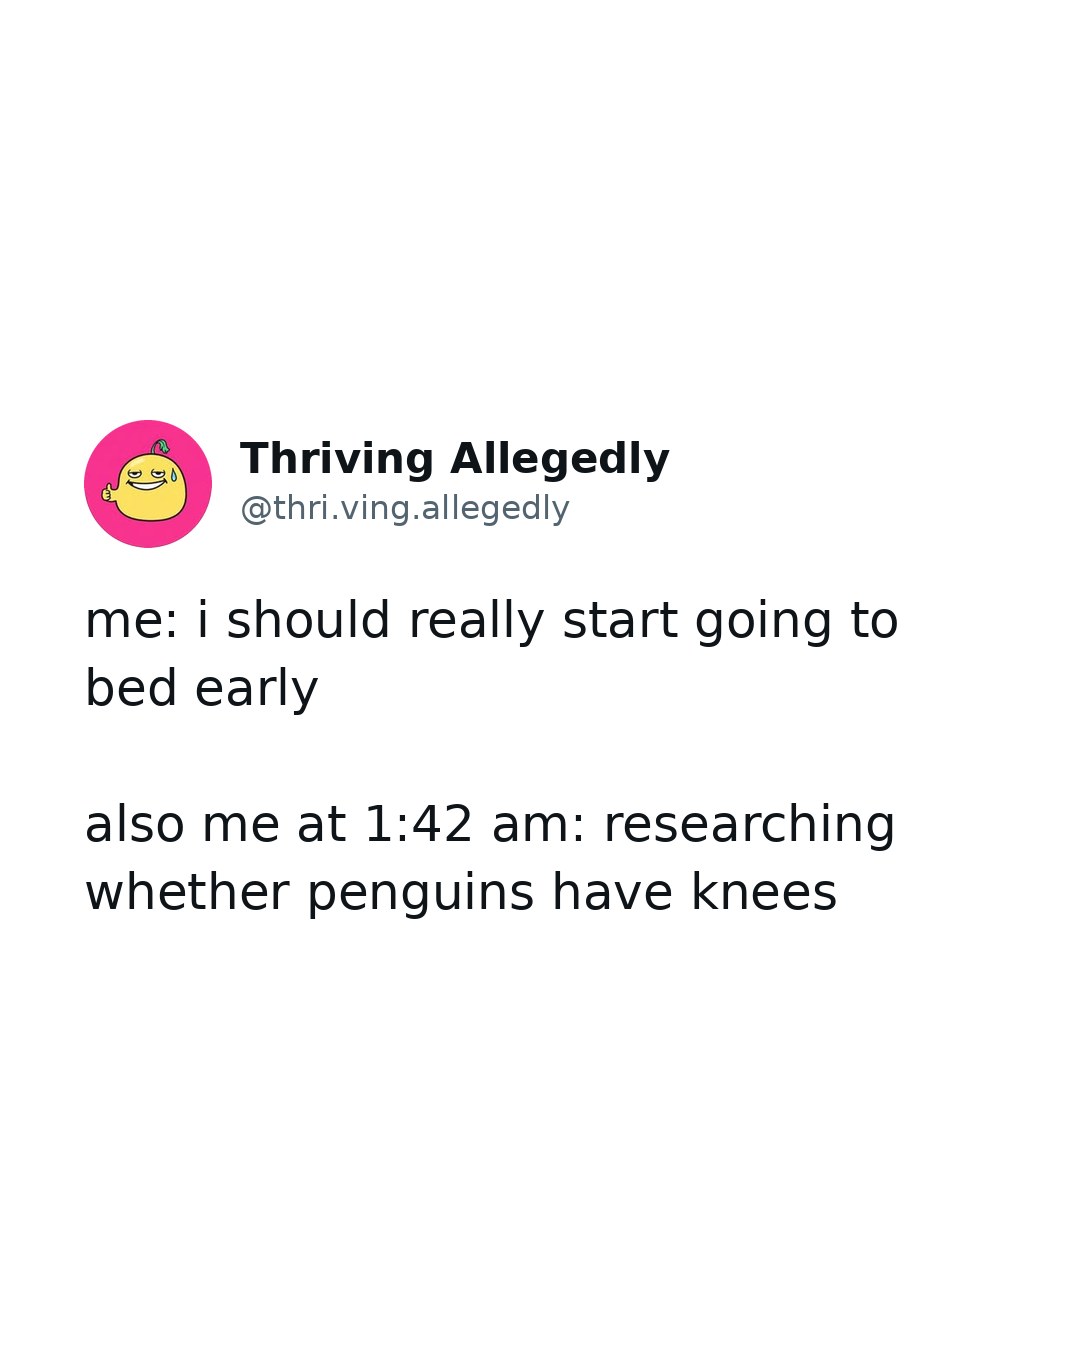 Thriving Allegedly
@thri.ving.allegedly
me: i should really start going to
bed early
also me at 1:42 am: researching
whether penguins have knees